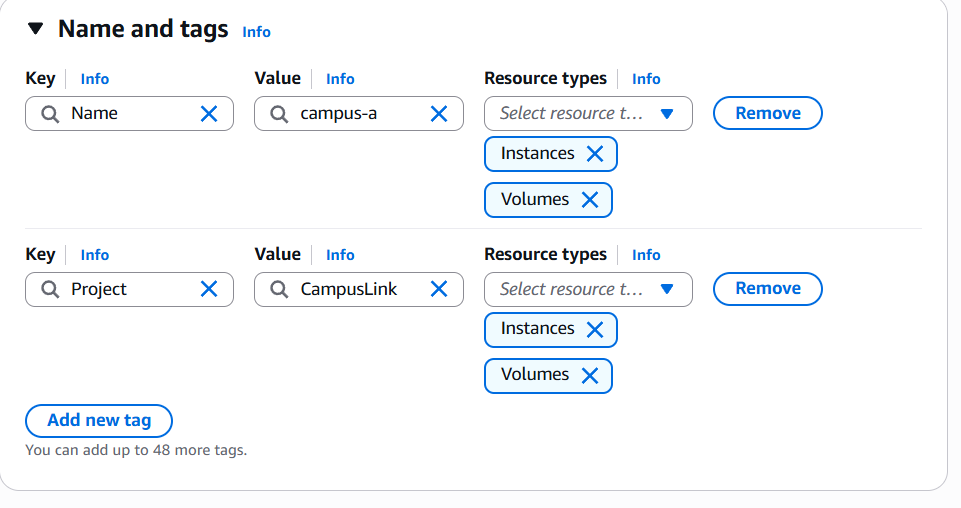 Name and tags Info
Key Info Value Info Resource types Info
Name campus-a Select resource t... Remove
Instances
Volumes
Key Info Value Info Resource types Info
Project CampusLink Select resource t... Remove
Instances
Volumes
Add new tag
You can add up to 48 more tags.